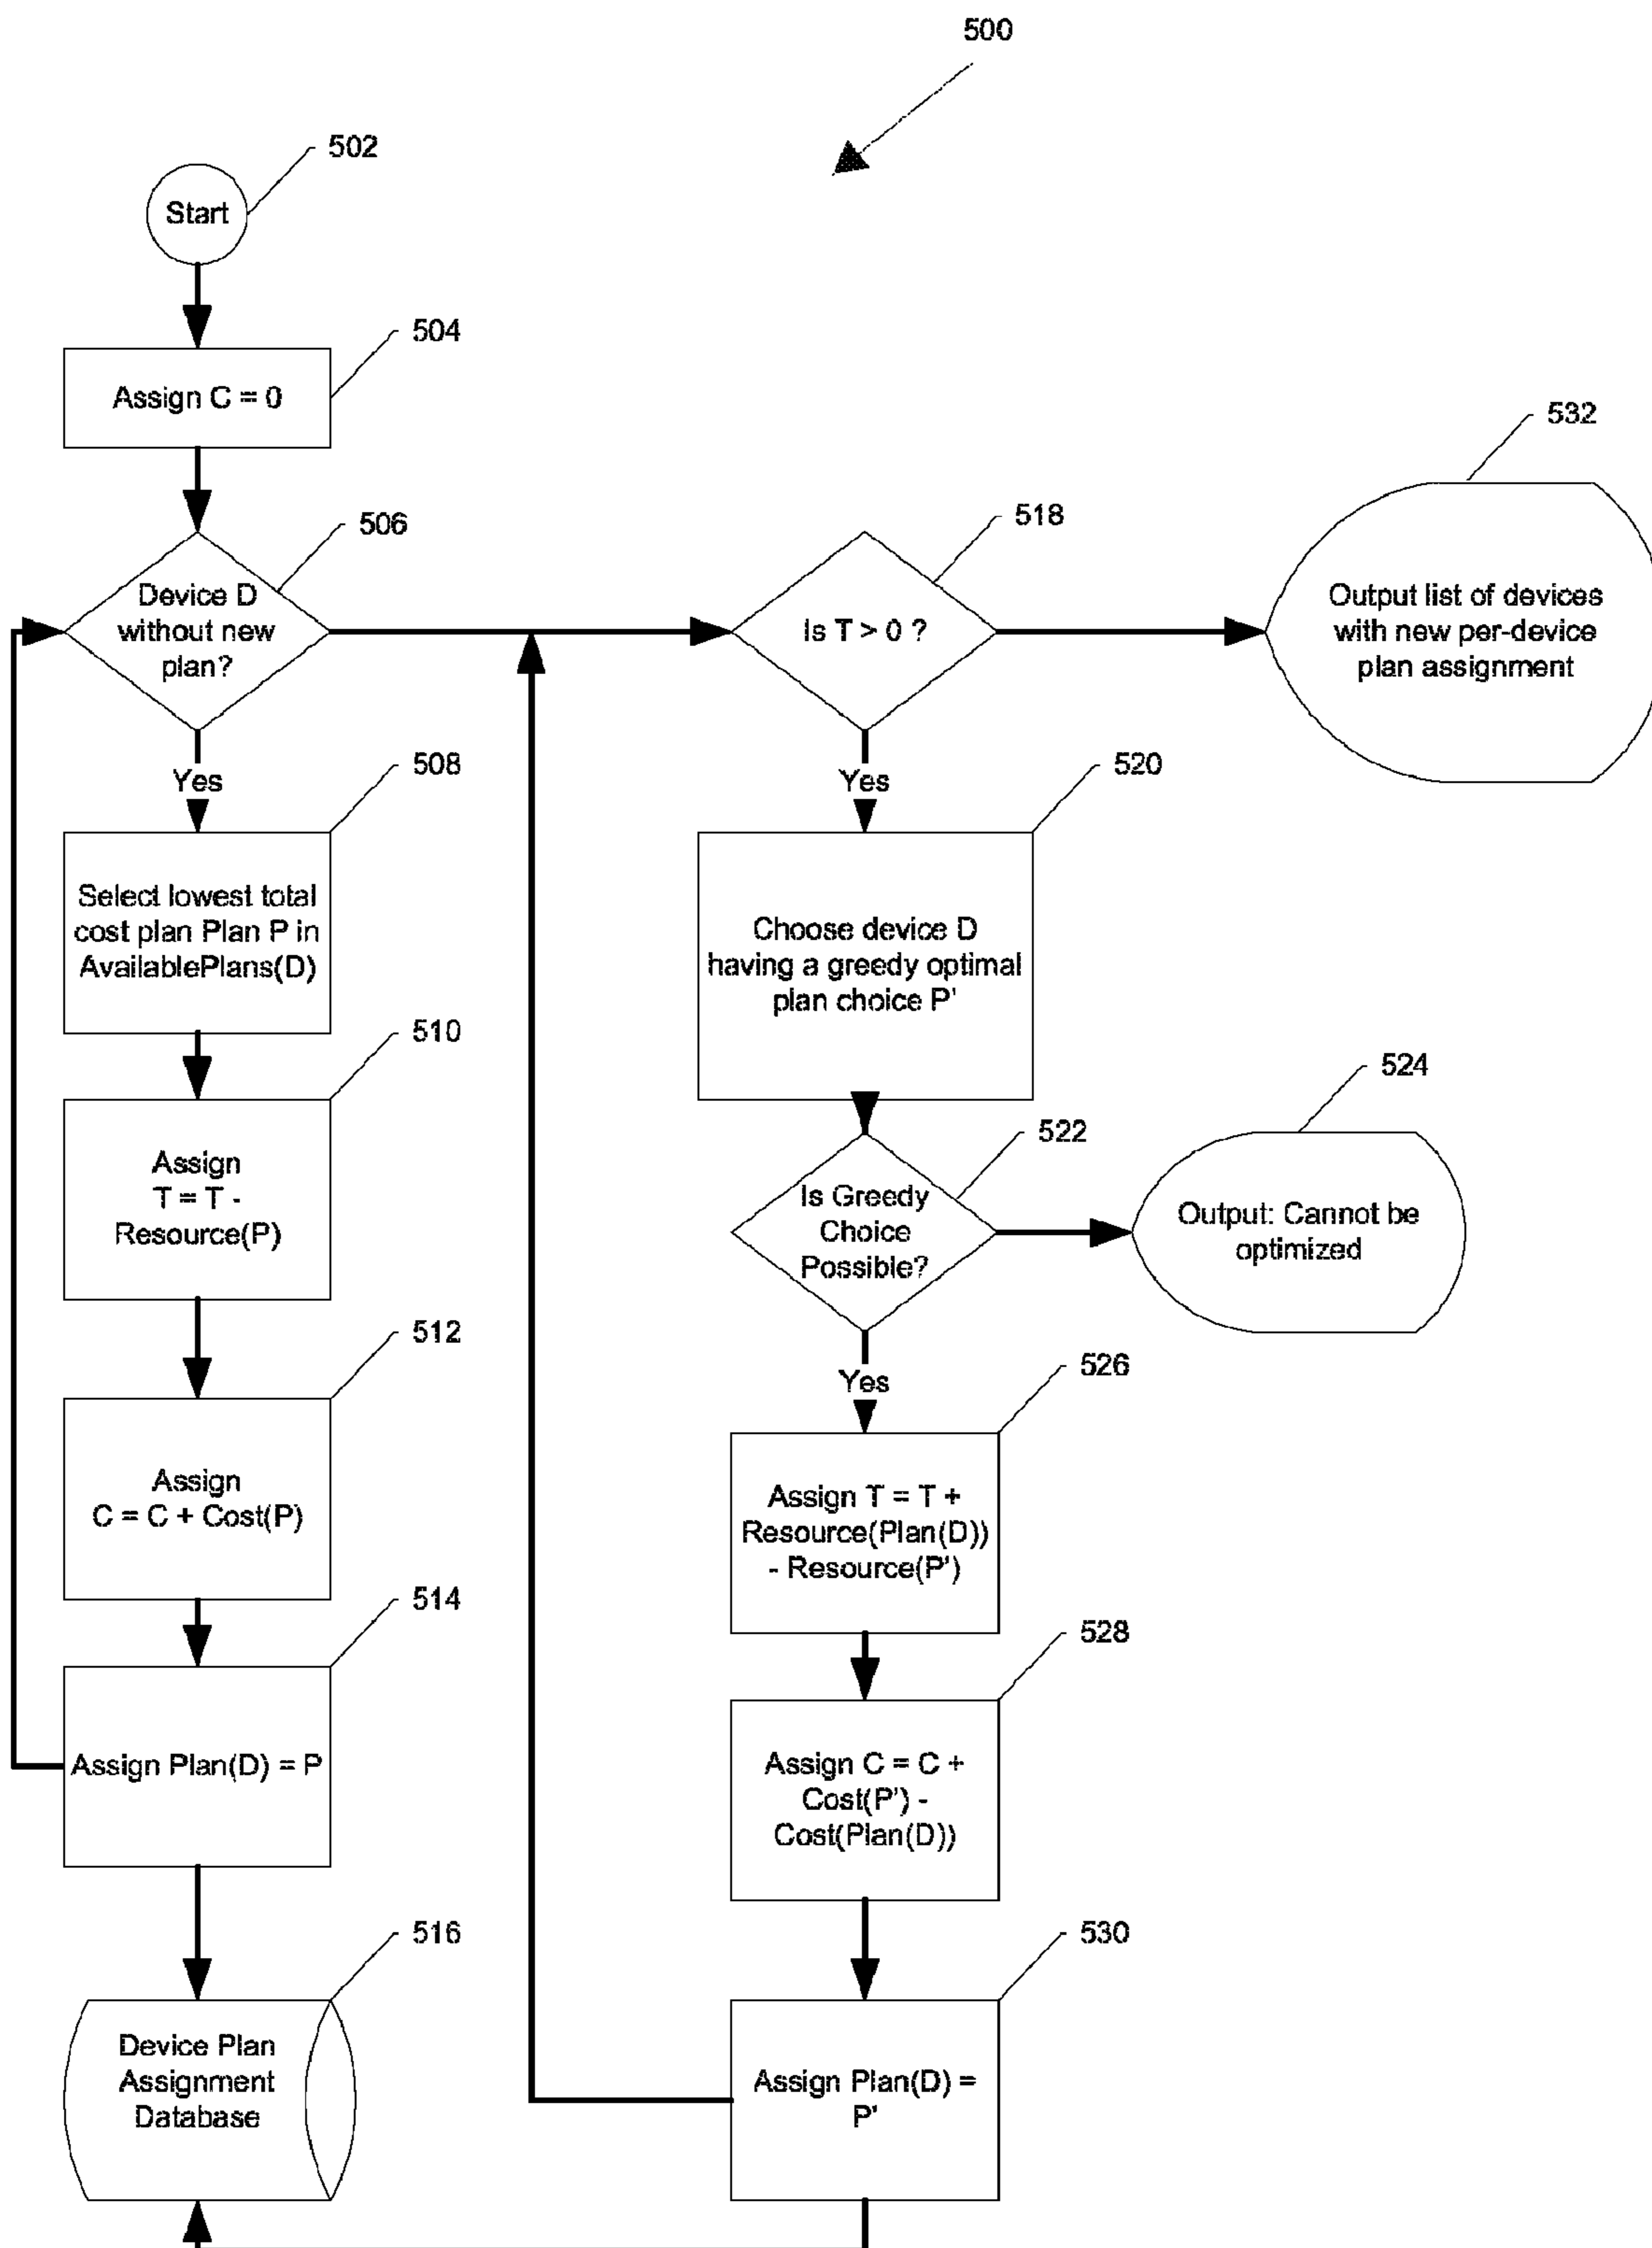 500
502
Start
504
Assign C = 0
506
Device D
without new
plan?
Yes
508
Select lowest total
cost plan Plan P in
AvailablePlans(D)
510
Assign
T = T -
Resource(P)
512
Assign
C = C + Cost(P)
514
Assign Plan(D) = P
516
Device Plan
Assignment
Database
518
Is T > 0 ?
Yes
520
Choose device D
having a greedy optimal
plan choice P'
522
Is Greedy
Choice
Possible?
524
Output: Cannot be
optimized
Yes
526
Assign T = T +
Resource(Plan(D))
- Resource(P')
528
Assign C = C +
Cost(P') -
Cost(Plan(D))
530
Assign Plan(D) =
P'
532
Output list of devices
with new per-device
plan assignment